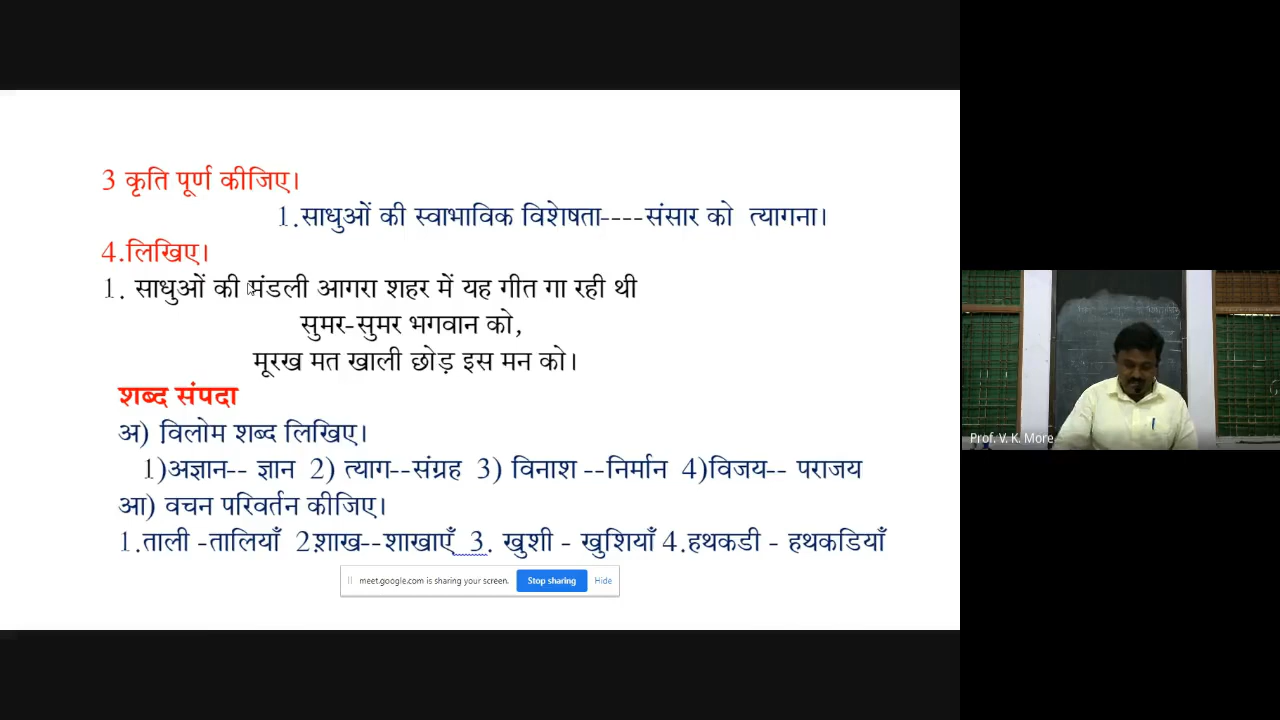 3 कृति पूर्ण कीजिए।
1.साधुओं की स्वाभाविक विशेषता----संसार को त्यागना।
4.लिखिए।
1. साधुओं की मंडली आगरा शहर में यह गीत गा रही थी
सुमर-सुमर भगवान को,
मूरख मत खाली छोड़ इस मन को।
शब्द संपदा
अ) विलोम शब्द लिखिए।
1)अज्ञान-- ज्ञान 2) त्याग--संग्रह 3) विनाश --निर्मान 4)विजय-- पराजय
आ) वचन परिवर्तन कीजिए।
1.ताली -तालियाँ 2शाख--शाखाएँ 3. खुशी - खुशियाँ 4.हथकडी - हथकडियाँ
meet.google.com is sharing your screen. Stop sharing Hide
Prof. V. K. More